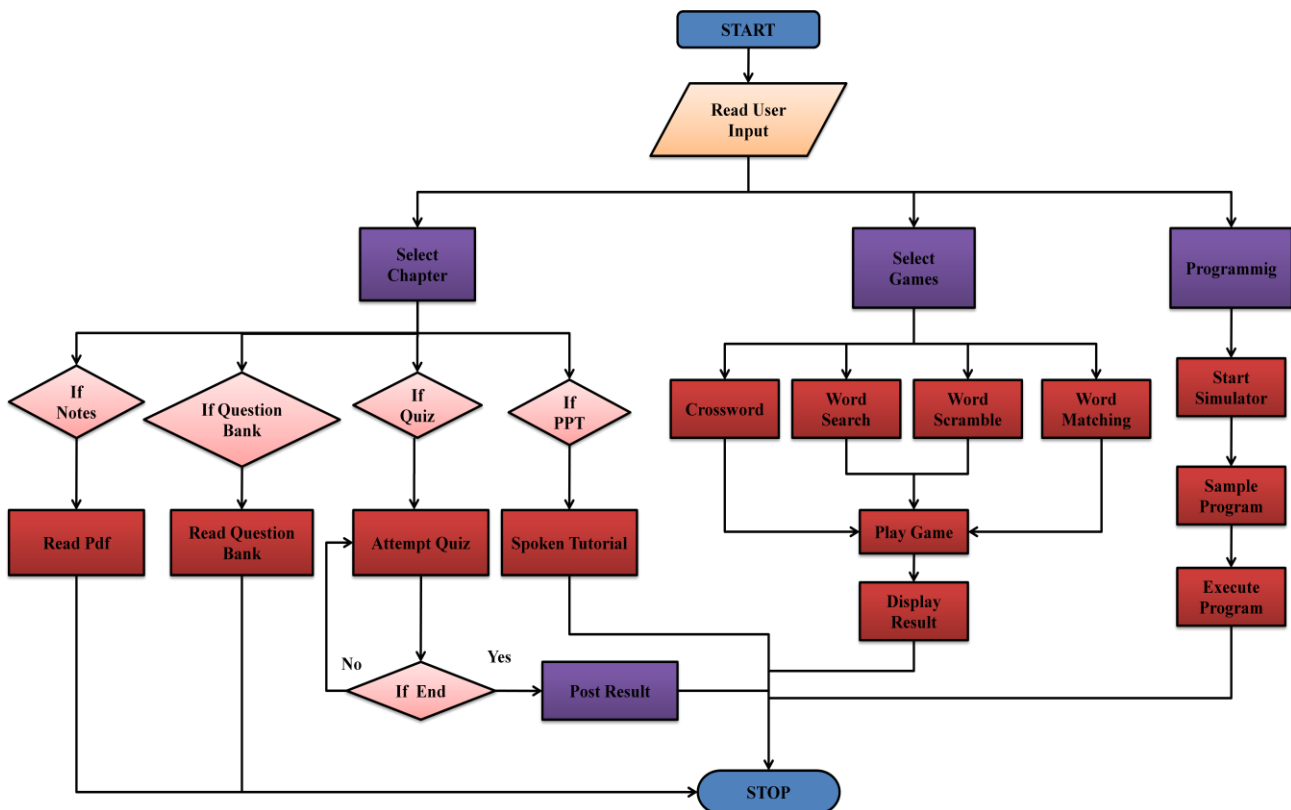 START
Read User
Input
Select
Chapter
Select
Games
Programmig
If
Notes
If Question
Bank
If
Quiz
If
PPT
Crossword
Word
Search
Word
Scramble
Word
Matching
Start
Simulator
Read Pdf
Read Question
Bank
Attempt Quiz
Spoken Tutorial
Play Game
Sample
Program
Display
Result
Execute
Program
No
Yes
If End
Post Result
STOP